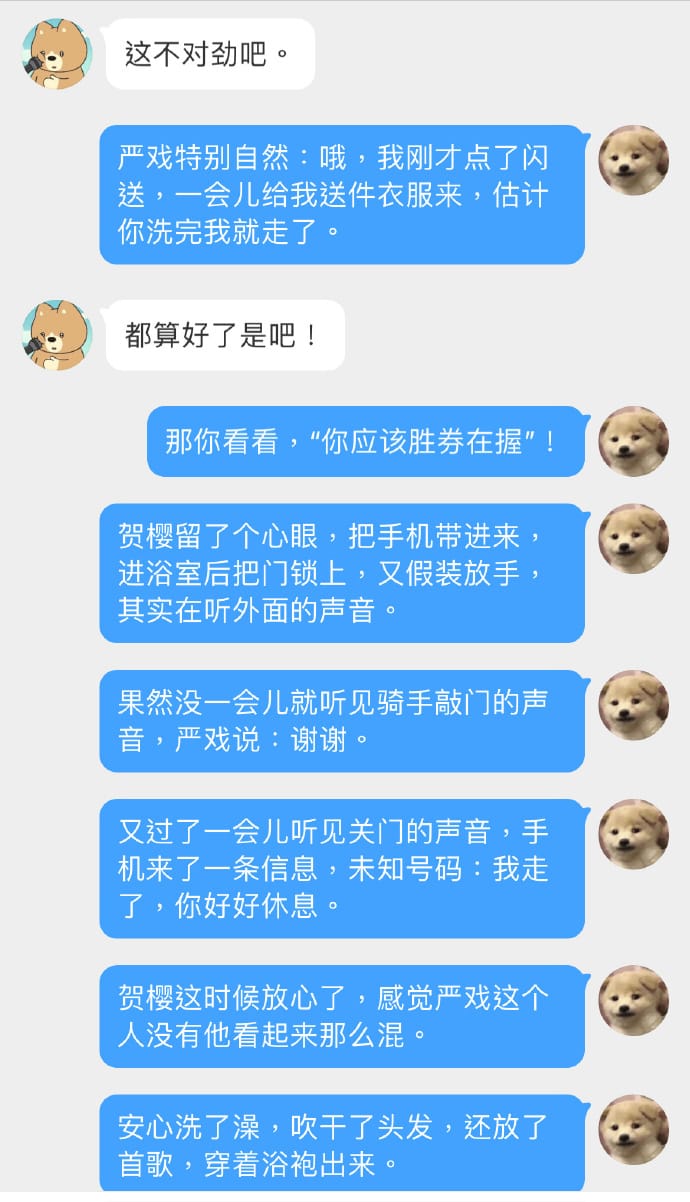 这不对劲吧。
严戏特别自然：哦，我刚才点了闪
送，一会儿给我送件衣服来，估计
你洗完我就走了。
都算好了是吧！
那你看看，“你应该胜券在握”！
贺樱留了个心眼，把手机带进来，
进浴室后把门锁上，又假装放手，
其实在听外面的声音。
果然没一会儿就听见骑手敲门的声
音，严戏说：谢谢。
又过了一会儿听见关门的声音，手
机来了一条信息，未知号码：我走
了，你好好休息。
贺樱这时候放心了，感觉严戏这个
人没有他看起来那么混。
安心洗了澡，吹干了头发，还放了
首歌，穿着浴袍出来。